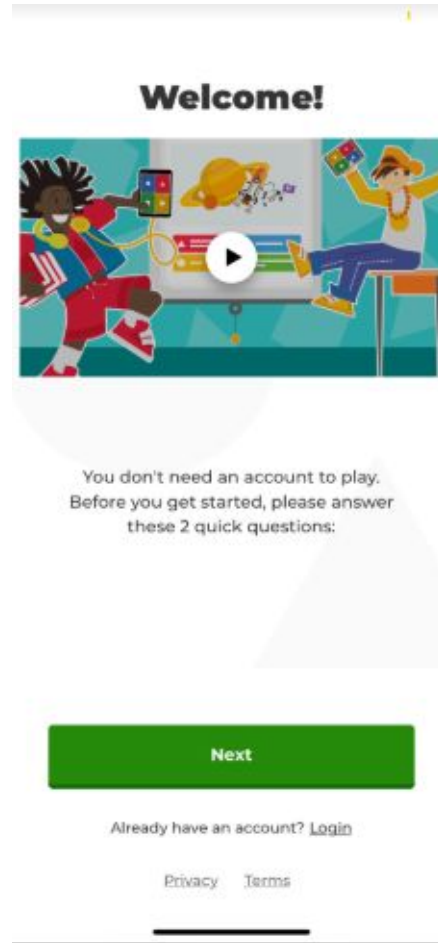 Welcome!
You don't need an account to play.
Before you get started, please answer
these 2 quick questions:
Next
Already have an account? Login
Privacy Terms